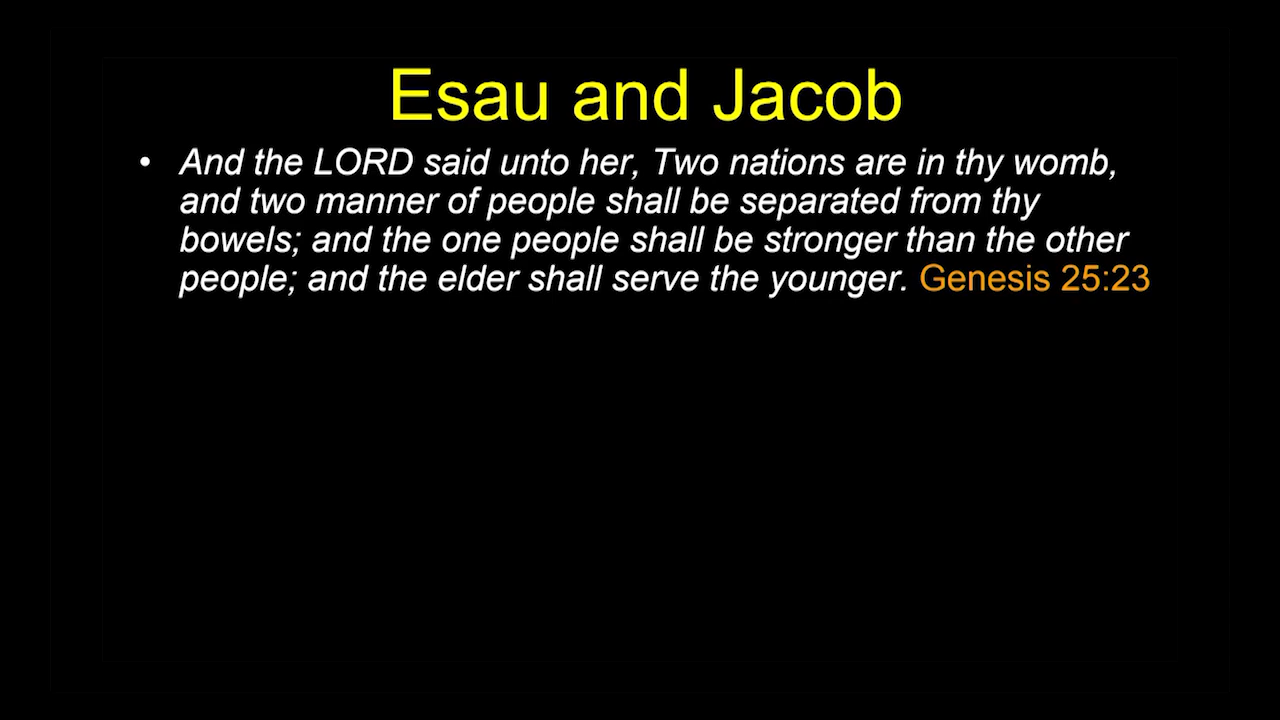 Esau and Jacob
• And the LORD said unto her, Two nations are in thy womb,
and two manner of people shall be separated from thy
bowels; and the one people shall be stronger than the other
people; and the elder shall serve the younger. Genesis 25:23